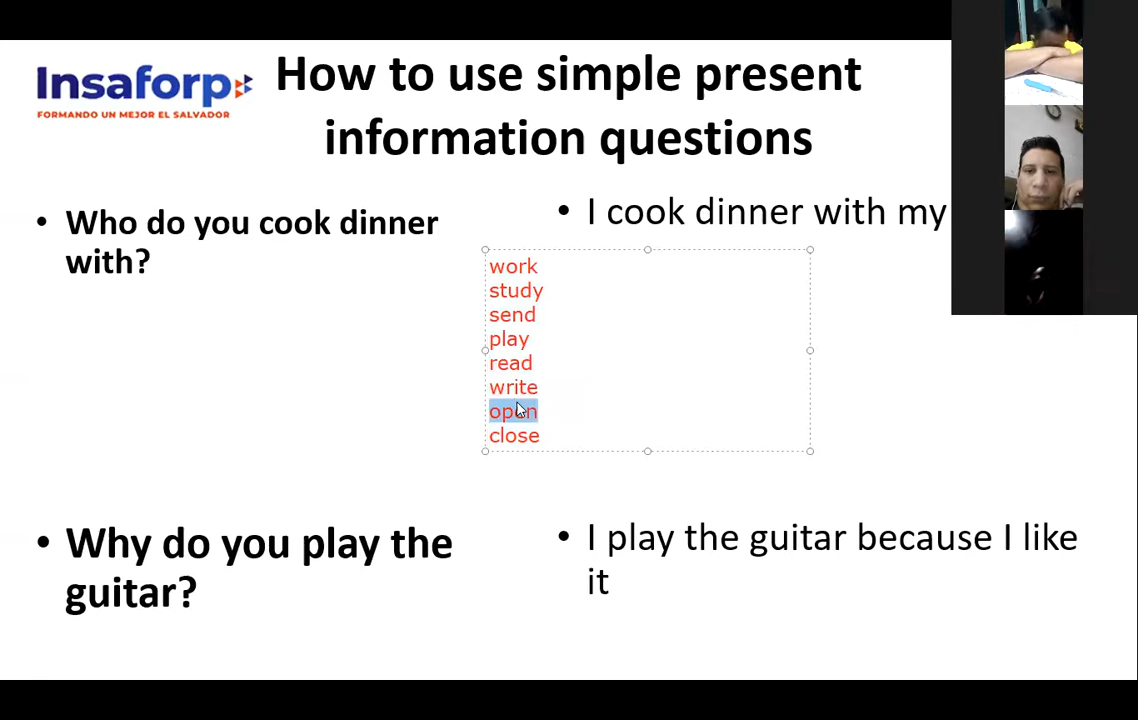 Insaforp
FORMANDO UN MEJOR EL SALVADOR
How to use simple present
information questions
• Who do you cook dinner
with?
• I cook dinner with my
work
study
send
play
read
write
open
close
• Why do you play the
guitar?
• I play the guitar because I like
it